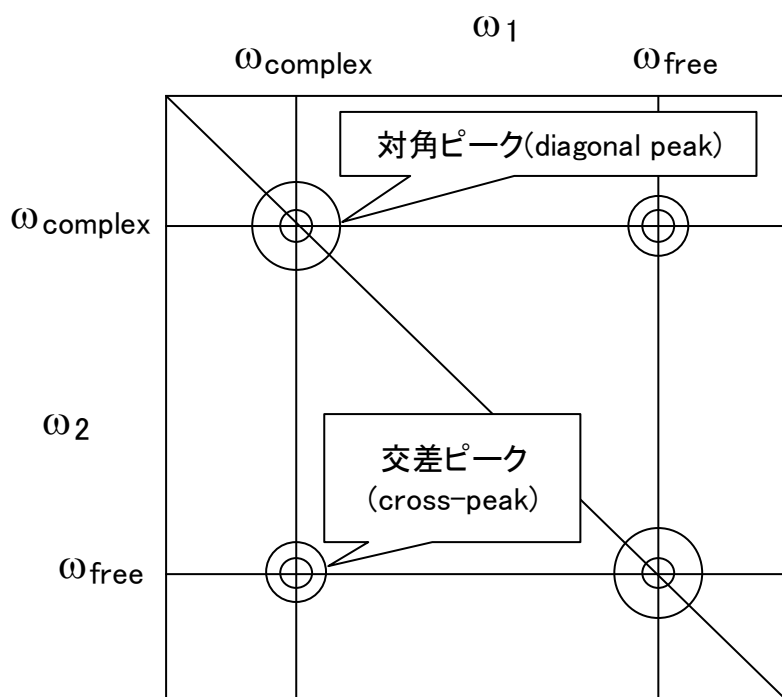 ω1
ωcomplex
ωfree
対角ピーク(diagonal peak)
ωcomplex
ω2
交差ピーク
(cross-peak)
ωfree